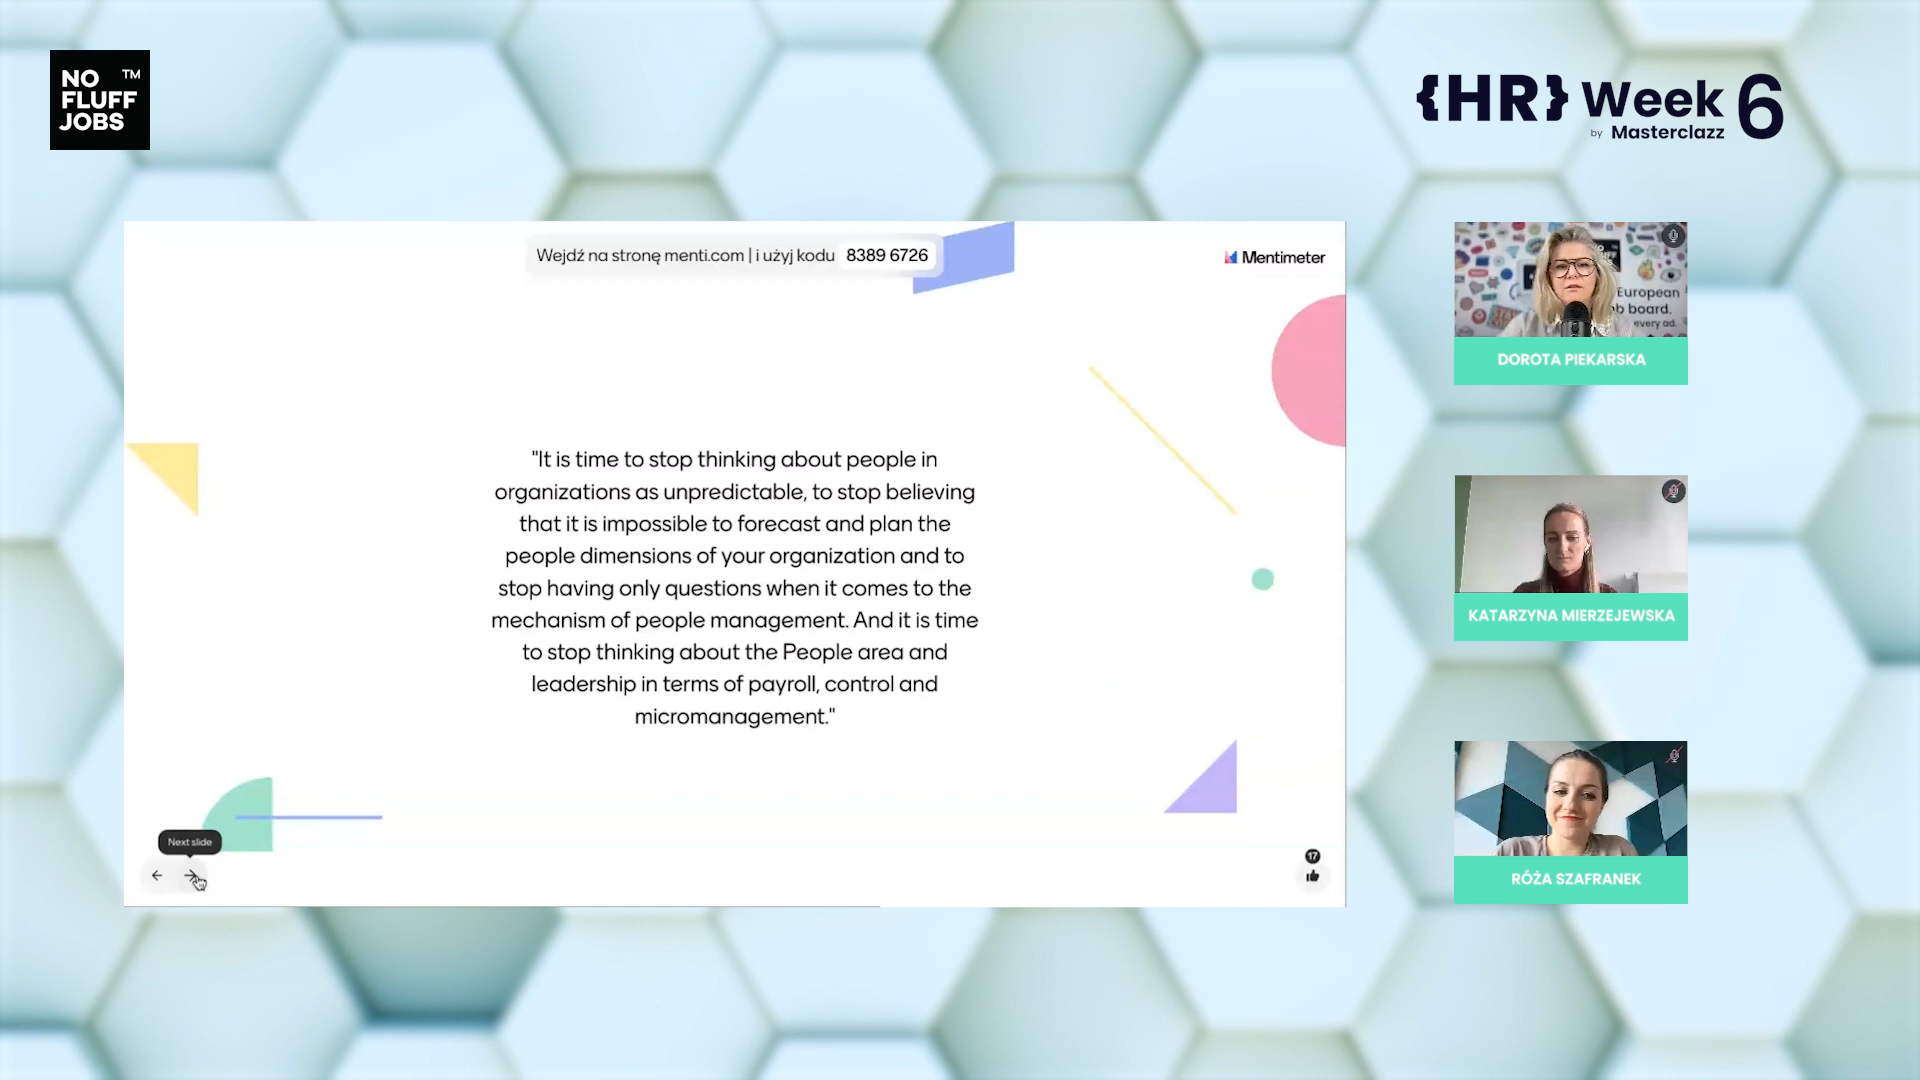 NO TM
FLUFF
JOBS
{HR} Week 6
by Masterclazz
Wejdź na stronę menti.com | i użyj kodu 8389 6726
Mentimeter
"It is time to stop thinking about people in
organizations as unpredictable, to stop believing
that it is impossible to forecast and plan the
people dimensions of your organization and to
stop having only questions when it comes to the
mechanism of people management. And it is time
to stop thinking about the People area and
leadership in terms of payroll, control and
micromanagement."
Next slide
17
European
board.
every ad.
DOROTA PIEKARSKA
KATARZYNA MIERZEJEWSKA
RÓŻA SZAFRANEK